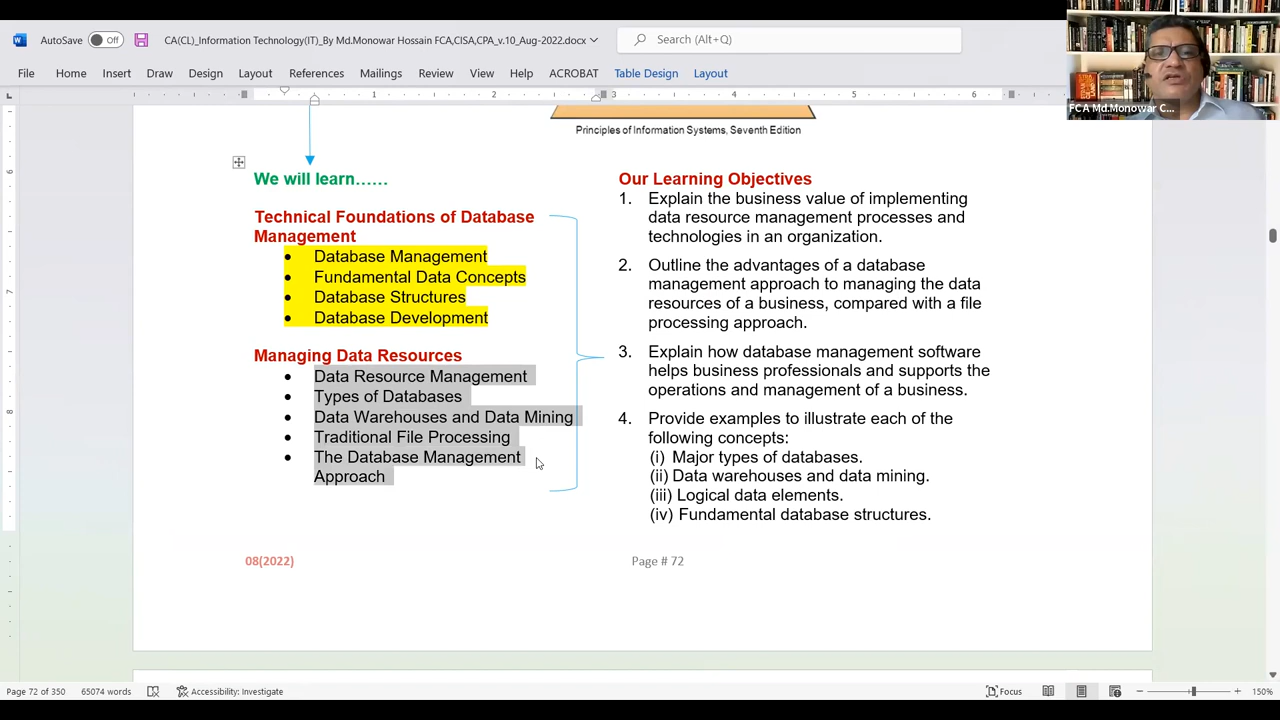 AutoSave Off CA(CL)_Information Technology(IT)_By Md.Monowar Hossain FCA,CISA,CPA_v.10_Aug-2022.docx Search (Alt+Q)
FCA Md.Monowar C...
File Home Insert Draw Design Layout References Mailings Review View Help ACROBAT Table Design Layout
1 2 3 4 5 6
Principles of Information Systems, Seventh Edition
We will learn......
Technical Foundations of Database
Management
• Database Management
• Fundamental Data Concepts
• Database Structures
• Database Development
Managing Data Resources
• Data Resource Management
• Types of Databases
• Data Warehouses and Data Mining
• Traditional File Processing
• The Database Management
Approach
Our Learning Objectives
1. Explain the business value of implementing
data resource management processes and
technologies in an organization.
2. Outline the advantages of a database
management approach to managing the data
resources of a business, compared with a file
processing approach.
3. Explain how database management software
helps business professionals and supports the
operations and management of a business.
4. Provide examples to illustrate each of the
following concepts:
(i) Major types of databases.
(ii) Data warehouses and data mining.
(iii) Logical data elements.
(iv) Fundamental database structures.
08(2022) Page # 72
Page 72 of 350 65074 words Accessibility: Investigate Focus 150%